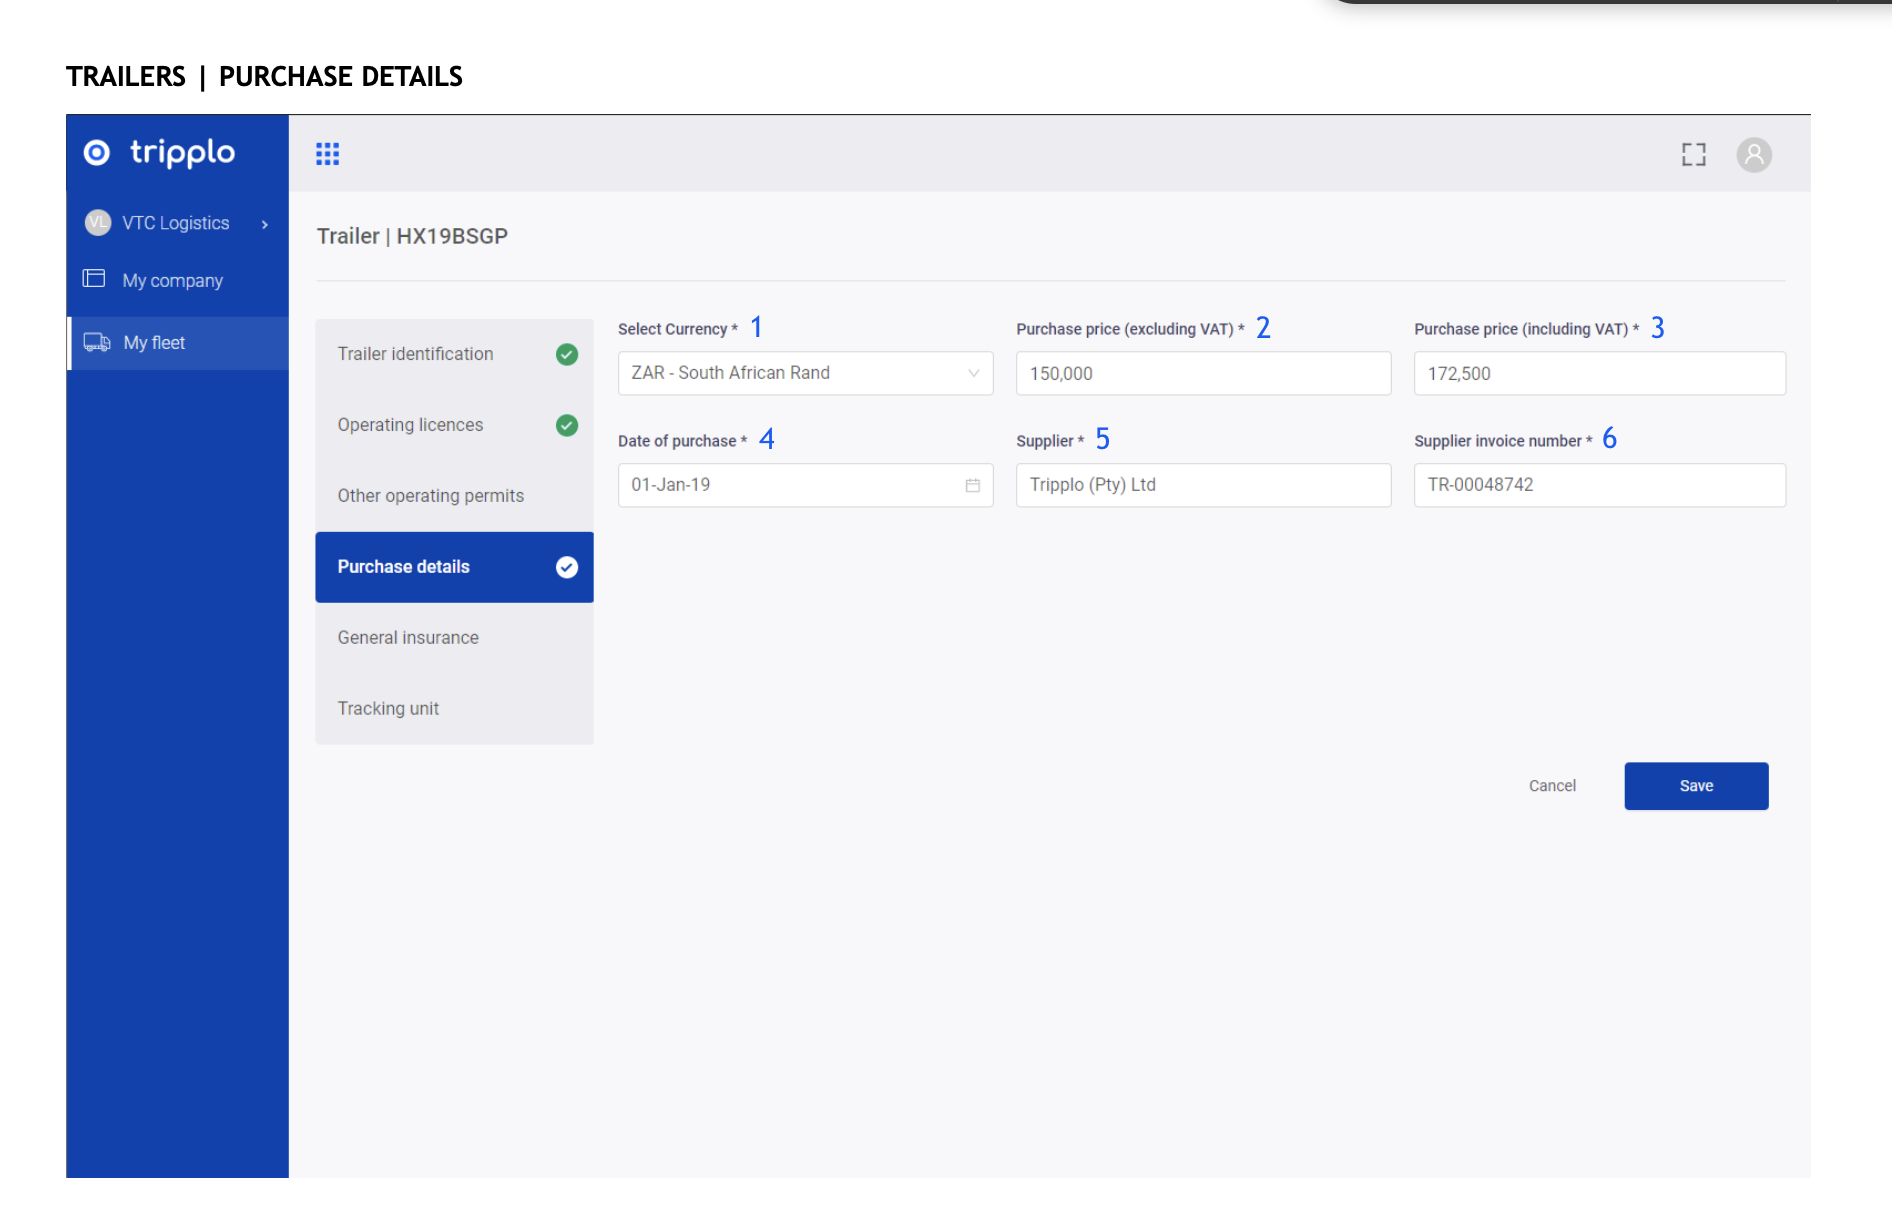 TRAILERS | PURCHASE DETAILS
tripplo
VL VTC Logistics
My company
My fleet
Trailer | HX19BSGP
Trailer identification
Operating licences
Other operating permits
Purchase details
General insurance
Tracking unit
Select Currency * 1
Purchase price (excluding VAT) * 2
Purchase price (including VAT) * 3
ZAR - South African Rand
150,000
172,500
Date of purchase * 4
Supplier * 5
Supplier invoice number * 6
01-Jan-19
Tripplo (Pty) Ltd
TR-00048742
Cancel
Save